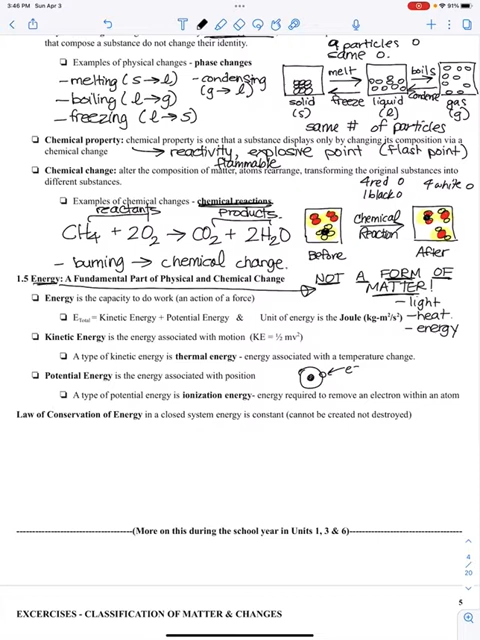 3:46 PM Sun Apr 3
91%
that compose a substance do not change their identity.
a particles O
same O.
Examples of physical changes - phase changes
- melting (s → l) - condensing
(g → l)
- boiling (l → g)
- freezing (l → s)
melt boils
freeze condense
solid liquid gas
(s) (l) (g)
same # of particles
Chemical property: chemical property is one that a substance displays only by changing its composition via a
chemical change
→ reactivity, explosive point (flast point)
flammable
Chemical change: alter the composition of matter, atoms rearrange, transforming the original substances into
different substances.
4 red O 4 white O
1 black O
Examples of chemical changes - chemical reactions
reactants products
CH4 + 2O2 → CO2 + 2H2O
Chemical
Reaction
Before After
- burning → chemical change.
1.5 Energy: A Fundamental Part of Physical and Chemical Change
NOT A FORM OF
MATTER!
- light
- heat
- energy
Energy is the capacity to do work (an action of a force)
ETotal = Kinetic Energy + Potential Energy & Unit of energy is the Joule (kg-m²/s²)
Kinetic Energy is the energy associated with motion (KE = ½ mv²)
A type of kinetic energy is thermal energy - energy associated with a temperature change.
Potential Energy is the energy associated with position
e-
A type of potential energy is ionization energy- energy required to remove an electron within an atom
Law of Conservation of Energy in a closed system energy is constant (cannot be created not destroyed)
---------------------------------(More on this during the school year in Units 1, 3 & 6)--------------------------------
4
/
20
5
EXCERCISES - CLASSIFICATION OF MATTER & CHANGES